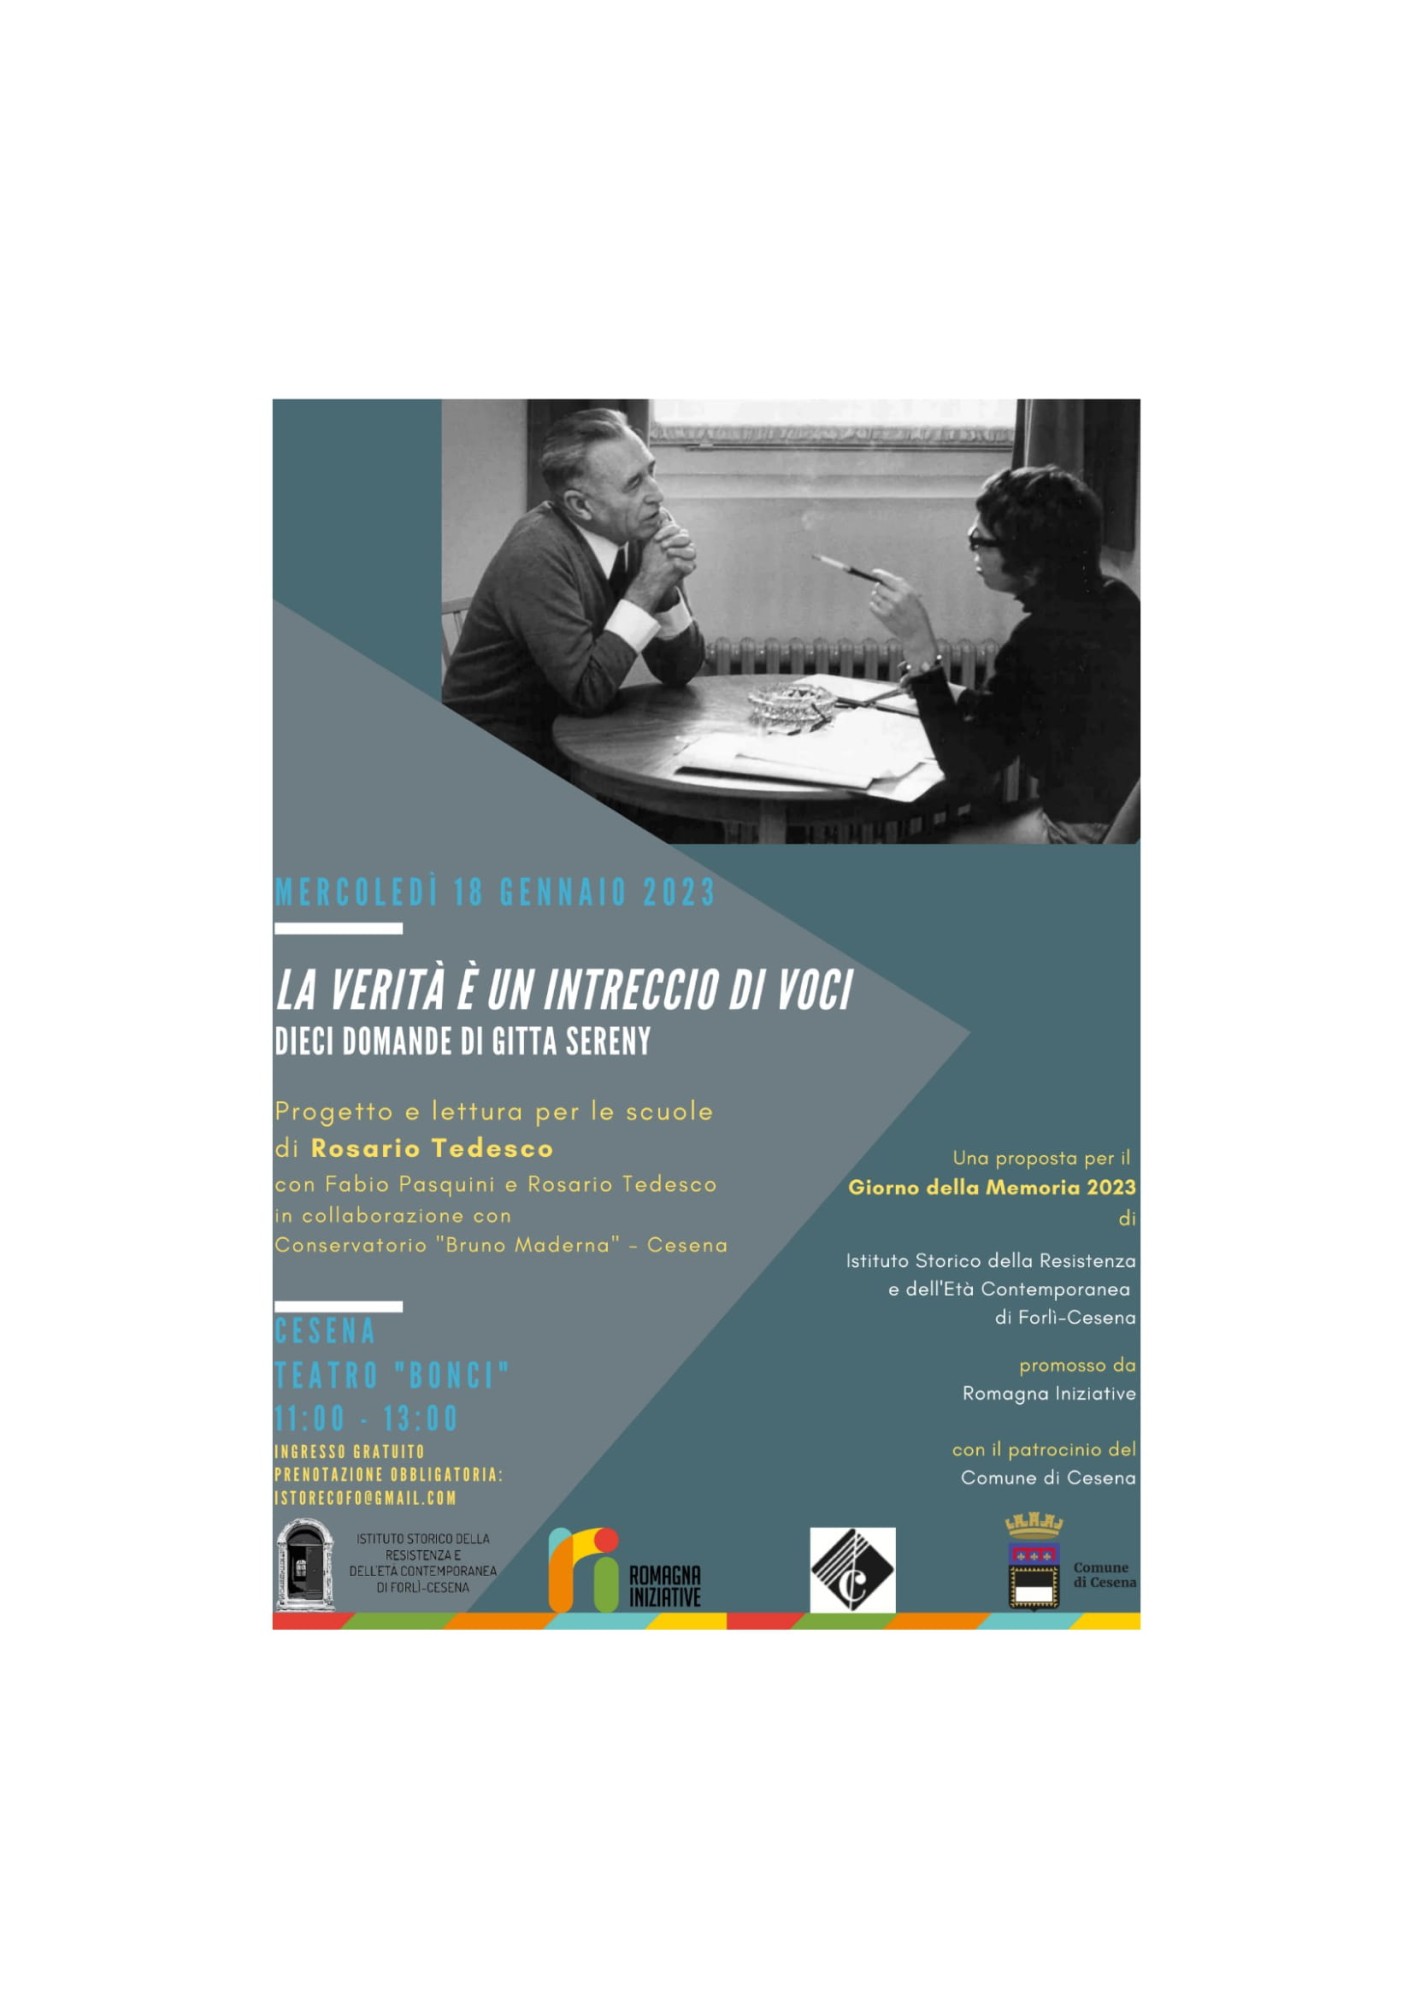 MERCOLEDÌ 18 GENNAIO 2023
LA VERITÀ È UN INTRECCIO DI VOCI
DIECI DOMANDE DI GITTA SERENY
Progetto e lettura per le scuole
di Rosario Tedesco
con Fabio Pasquini e Rosario Tedesco
in collaborazione con
Conservatorio "Bruno Maderna" - Cesena
CESENA
TEATRO "BONCI"
11:00 - 13:00
INGRESSO GRATUITO
PRENOTAZIONE OBBLIGATORIA:
ISTORECOFO@GMAIL.COM
Una proposta per il
Giorno della Memoria 2023
di
Istituto Storico della Resistenza
e dell'Età Contemporanea
di Forlì-Cesena
promosso da
Romagna Iniziative
con il patrocinio del
Comune di Cesena
ISTITUTO STORICO DELLA
RESISTENZA E
DELL'ETÀ CONTEMPORANEA
DI FORLÌ-CESENA
ROMAGNA
INIZIATIVE
Comune
di Cesena